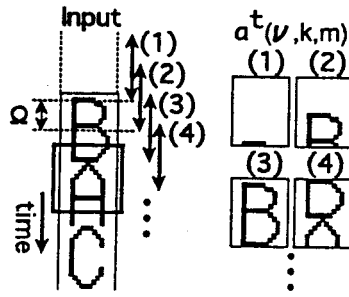 Input
(1)
(2)
(3)
(4)
α
B
A
C
time
a^t(ν,k,m)
(1) (2)
(3) (4)
B